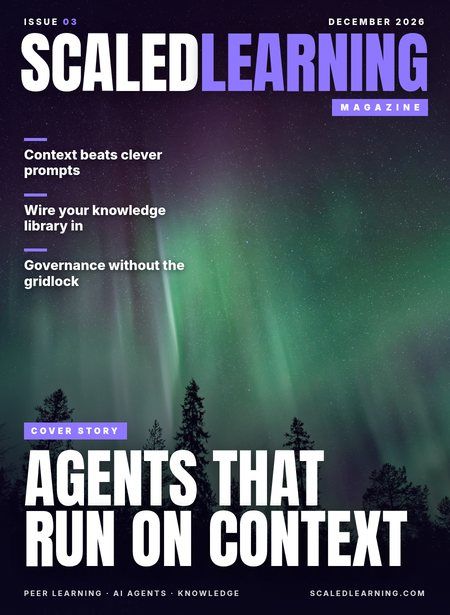 ISSUE 03
DECEMBER 2026
SCALEDLEARNING
MAGAZINE
Context beats clever
prompts
Wire your knowledge
library in
Governance without the
gridlock
COVER STORY
AGENTS THAT
RUN ON CONTEXT
PEER LEARNING · AI AGENTS · KNOWLEDGE
SCALEDLEARNING.COM